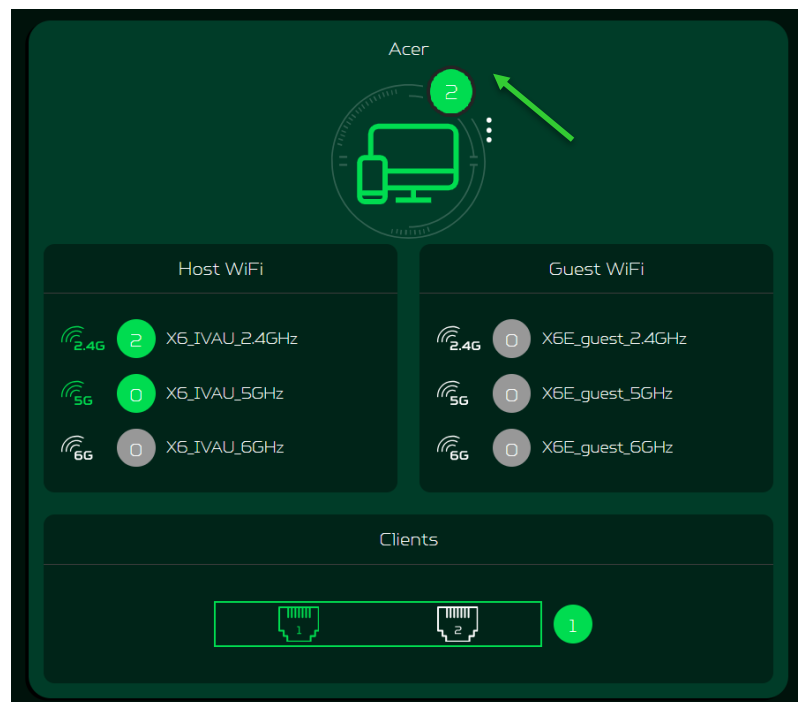 Acer
2
Host WiFi
2.4G 2 X6_IVAU_2.4GHz
5G 0 X6_IVAU_5GHz
6G 0 X6_IVAU_6GHz
Guest WiFi
2.4G 0 X6E_guest_2.4GHz
5G 0 X6E_guest_5GHz
6G 0 X6E_guest_6GHz
Clients
1 2 1